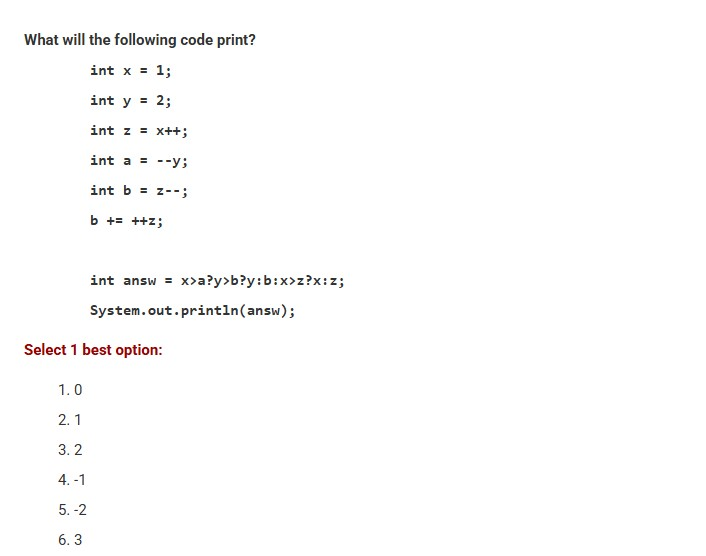 What will the following code print?
int x = 1;
int y = 2;
int z = x++;
int a = --y;
int b = z--;
b += ++z;
int answ = x>a?y>b?y:b:x>z?x:z;
System.out.println(answ);
Select 1 best option:
1. 0
2. 1
3. 2
4. -1
5. -2
6. 3